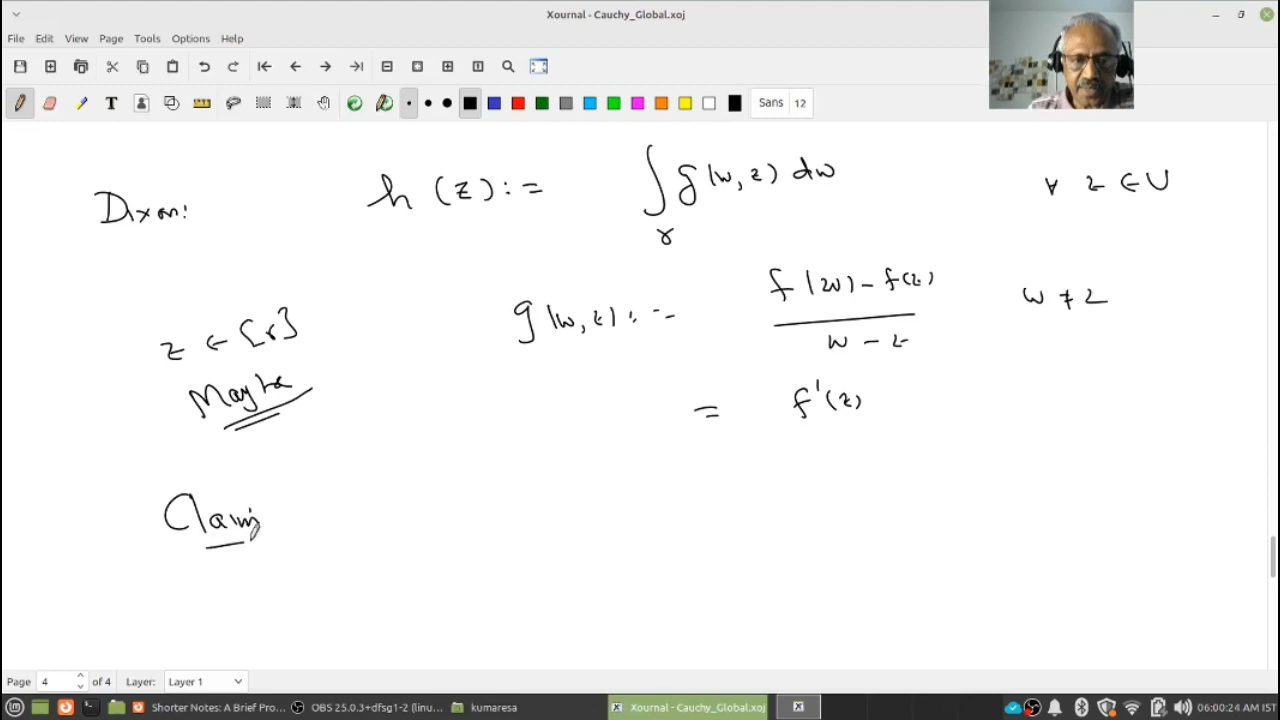 Xournal - Cauchy_Global.xoj
File Edit View Page Tools Options Help
Sans 12
Dixon: h (z) := ∫ g(w, z) dw ∀ z ∈ U
γ
g(w, z) := f(w) - f(z) w ≠ z
w - z
z ∈ [γ]
Maybe
= f'(z)
Claim
Page 4 of 4 Layer: Layer 1
Shorter Notes: A Brief Pro... OBS 25.0.3+dfsg1-2 (linu... kumaresa Xournal - Cauchy_Global.xoj 06:00:24 AM IST